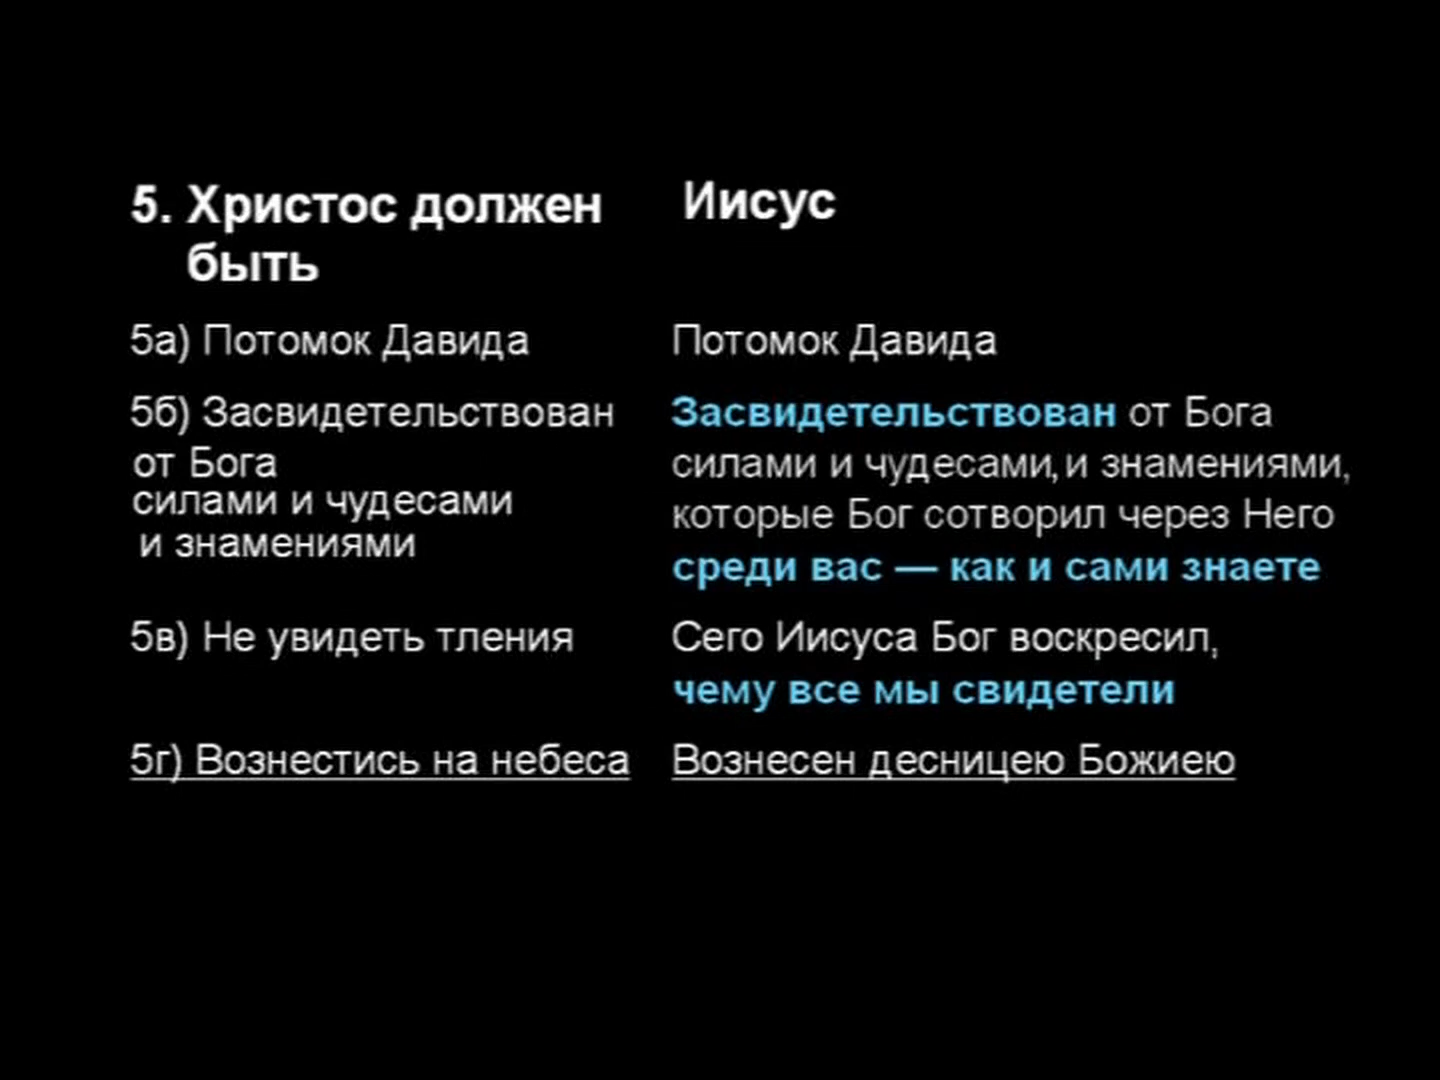 5. Христос должен
быть
Иисус
5а) Потомок Давида
Потомок Давида
5б) Засвидетельствован
от Бога
силами и чудесами
и знамениями
Засвидетельствован от Бога
силами и чудесами, и знамениями,
которые Бог сотворил через Него
среди вас — как и сами знаете
5в) Не увидеть тления
Сего Иисуса Бог воскресил,
чему все мы свидетели
5г) Вознестись на небеса
Вознесен десницею Божиею